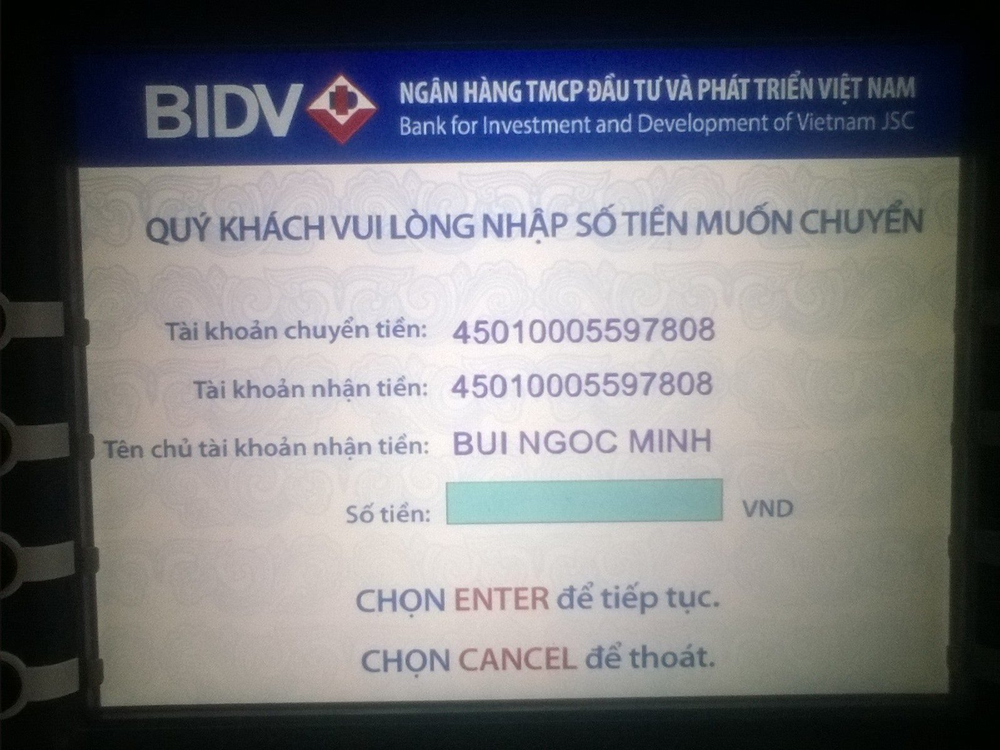 BIDV
NGÂN HÀNG TMCP ĐẦU TƯ VÀ PHÁT TRIỂN VIỆT NAM
Bank for Investment and Development of Vietnam JSC
QUÝ KHÁCH VUI LÒNG NHẬP SỐ TIỀN MUỐN CHUYỂN
Tài khoản chuyển tiền: 45010005597808
Tài khoản nhận tiền: 45010005597808
Tên chủ tài khoản nhận tiền: BUI NGOC MINH
Số tiền: VND
CHỌN ENTER để tiếp tục.
CHỌN CANCEL để thoát.